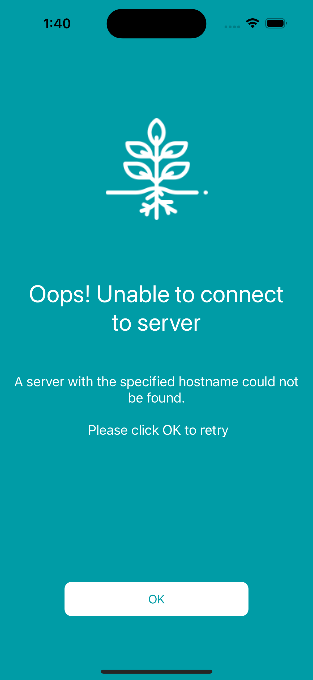 1:40
Oops! Unable to connect
to server
A server with the specified hostname could not
be found.
Please click OK to retry
OK